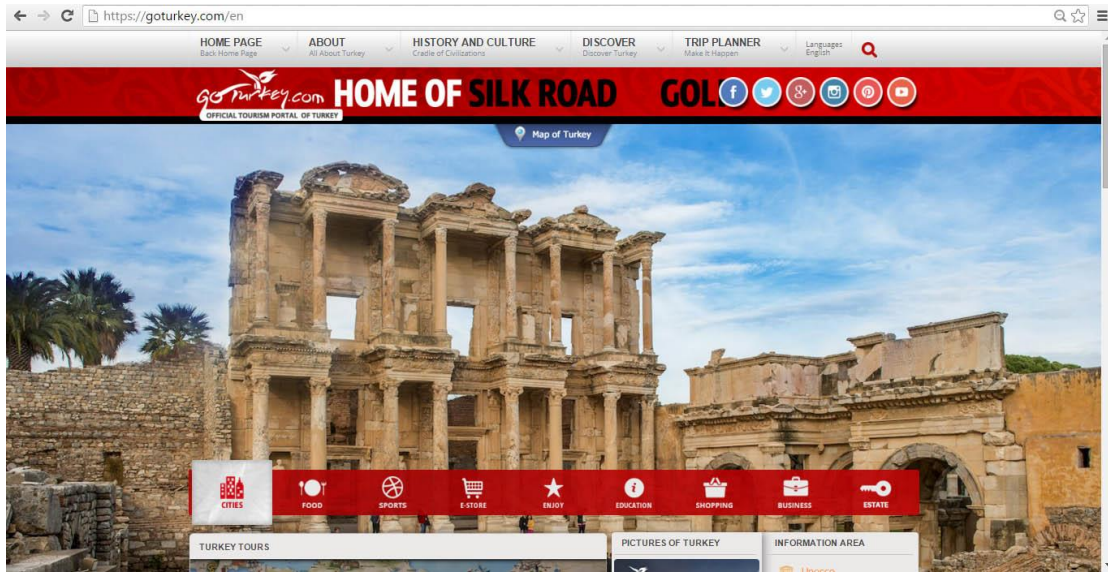 https://goturkey.com/en
HOME PAGE
Back Home Page
ABOUT
All About Turkey
HISTORY AND CULTURE
Cradle of Civilizations
DISCOVER
Discover Turkey
TRIP PLANNER
Make It Happen
Languages
English
goTurkey.com
OFFICIAL TOURISM PORTAL OF TURKEY
HOME OF SILK ROAD
Map of Turkey
CITIES
FOOD
SPORTS
E-STORE
ENJOY
EDUCATION
SHOPPING
BUSINESS
ESTATE
TURKEY TOURS
PICTURES OF TURKEY
INFORMATION AREA
Unesco